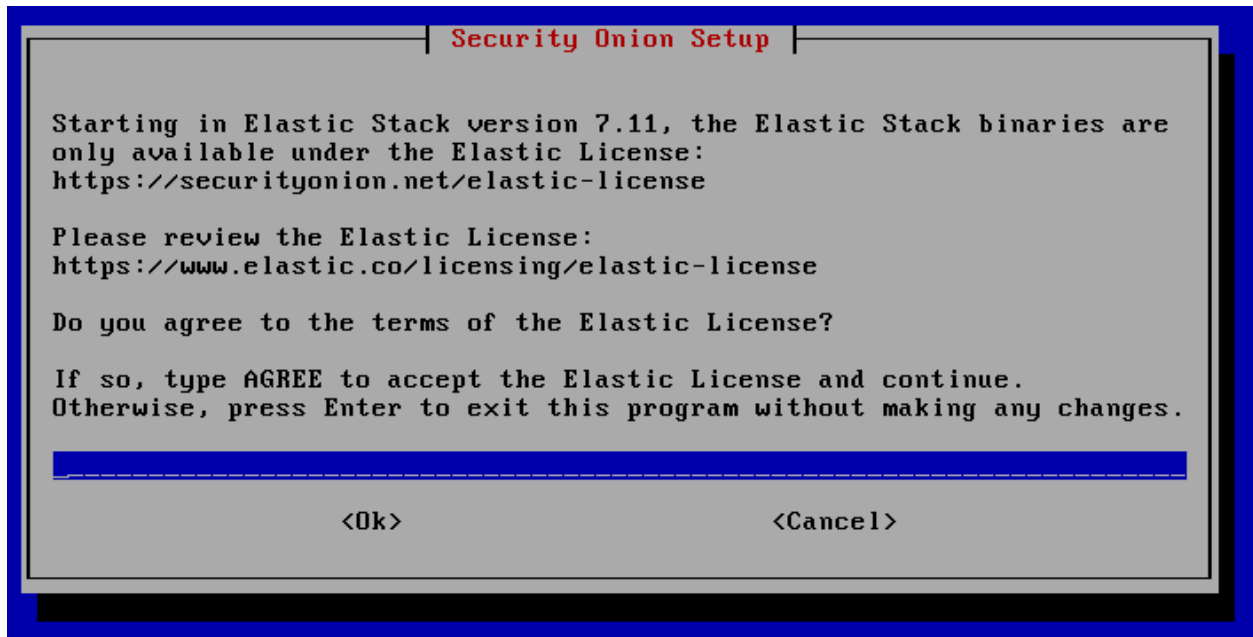 Security Onion Setup
Starting in Elastic Stack version 7.11, the Elastic Stack binaries are
only available under the Elastic License:
https://securityonion.net/elastic-license
Please review the Elastic License:
https://www.elastic.co/licensing/elastic-license
Do you agree to the terms of the Elastic License?
If so, type AGREE to accept the Elastic License and continue.
Otherwise, press Enter to exit this program without making any changes.
<Ok> <Cancel>